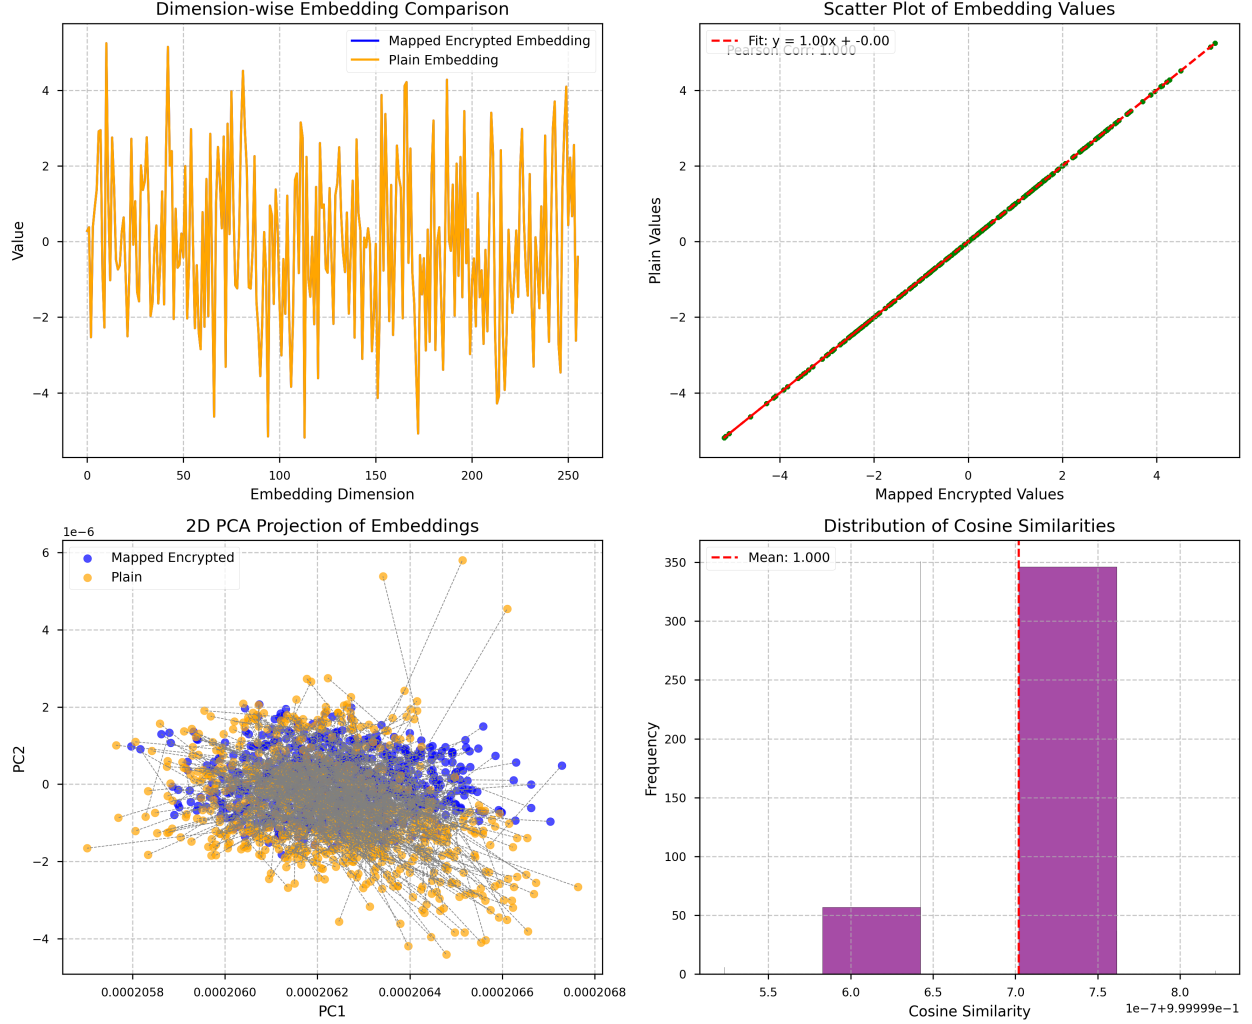 Dimension-wise Embedding Comparison
Mapped Encrypted Embedding
Plain Embedding
Value
4
2
0
−2
−4
0
50
100
150
200
250
Embedding Dimension
Scatter Plot of Embedding Values
Fit: y = 1.00x + -0.00
Pearson Corr: 1.000
Plain Values
4
2
0
−2
−4
−4
−2
0
2
4
Mapped Encrypted Values
2D PCA Projection of Embeddings
1e−6
Mapped Encrypted
Plain
PC2
6
4
2
0
−2
−4
0.0002058
0.0002060
0.0002062
0.0002064
0.0002066
0.0002068
PC1
Distribution of Cosine Similarities
Mean: 1.000
Frequency
350
300
250
200
150
100
50
0
5.5
6.0
6.5
7.0
7.5
8.0
1e−7+9.99999e−1
Cosine Similarity